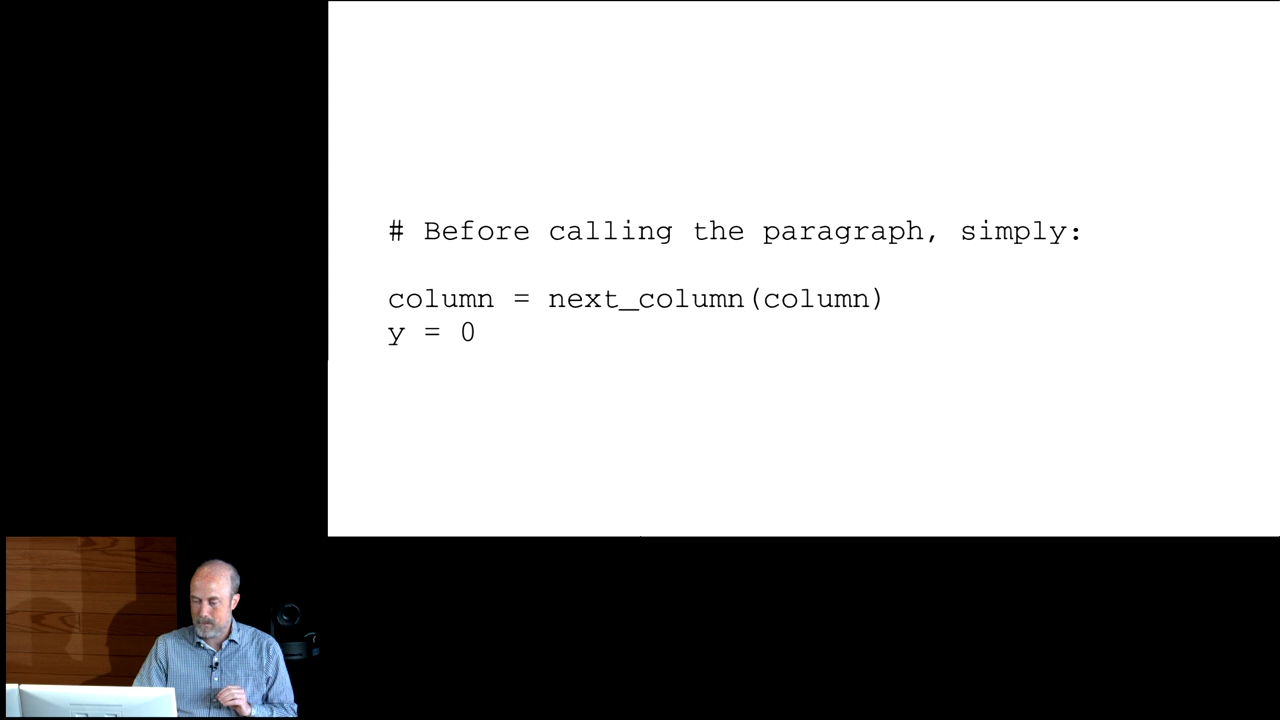 # Before calling the paragraph, simply:
column = next_column(column)
y = 0